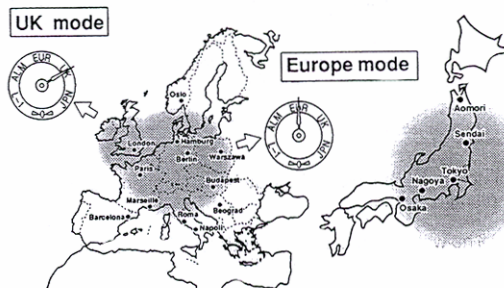 UK mode
Europe mode
ALM EUR UK JPN
ALM EUR UK JPN
Oslo
London
Hamburg
Berlin
Warszawa
Paris
Budapest
Marseille
Beograd
Barcelona
Roma
Napoli
Aomori
Sendai
Tokyo
Nagoya
Osaka